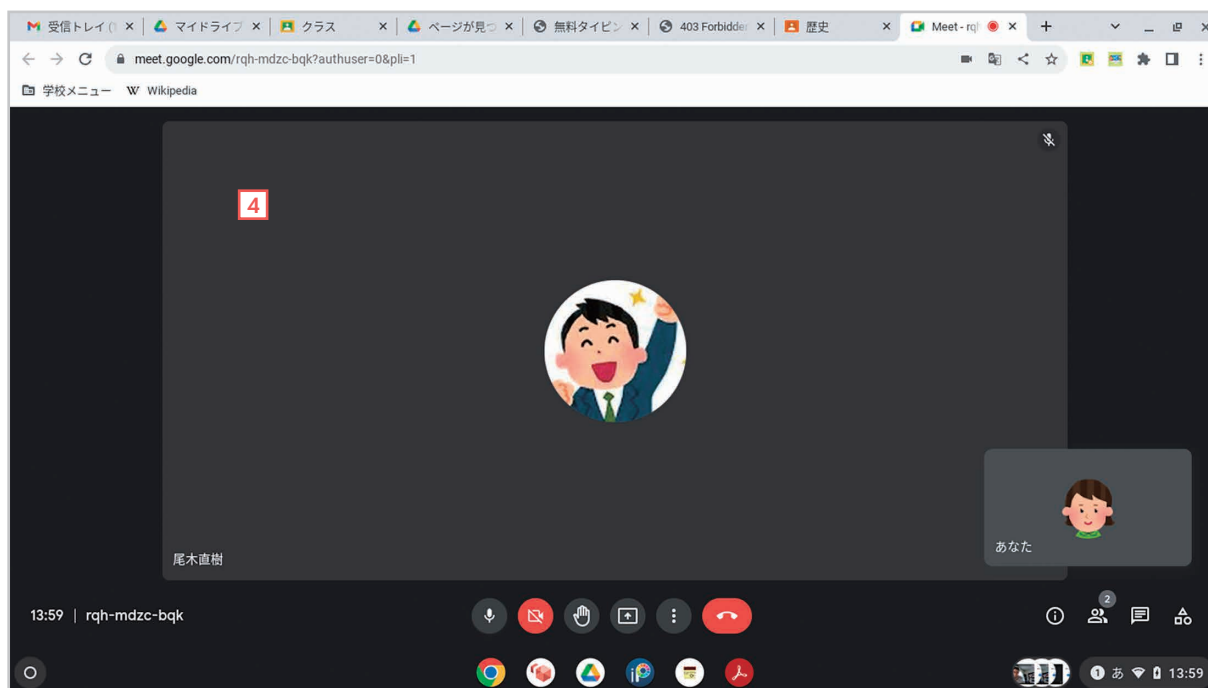 受信トレイ (1
マイドライブ
クラス
ページが見つ
無料タイピン
403 Forbidden
歴史
Meet - rqh
meet.google.com/rqh-mdzc-bqk?authuser=0&pli=1
学校メニュー
W Wikipedia
4
尾木直樹
あなた
13:59 | rqh-mdzc-bqk
2
1 あ 13:59